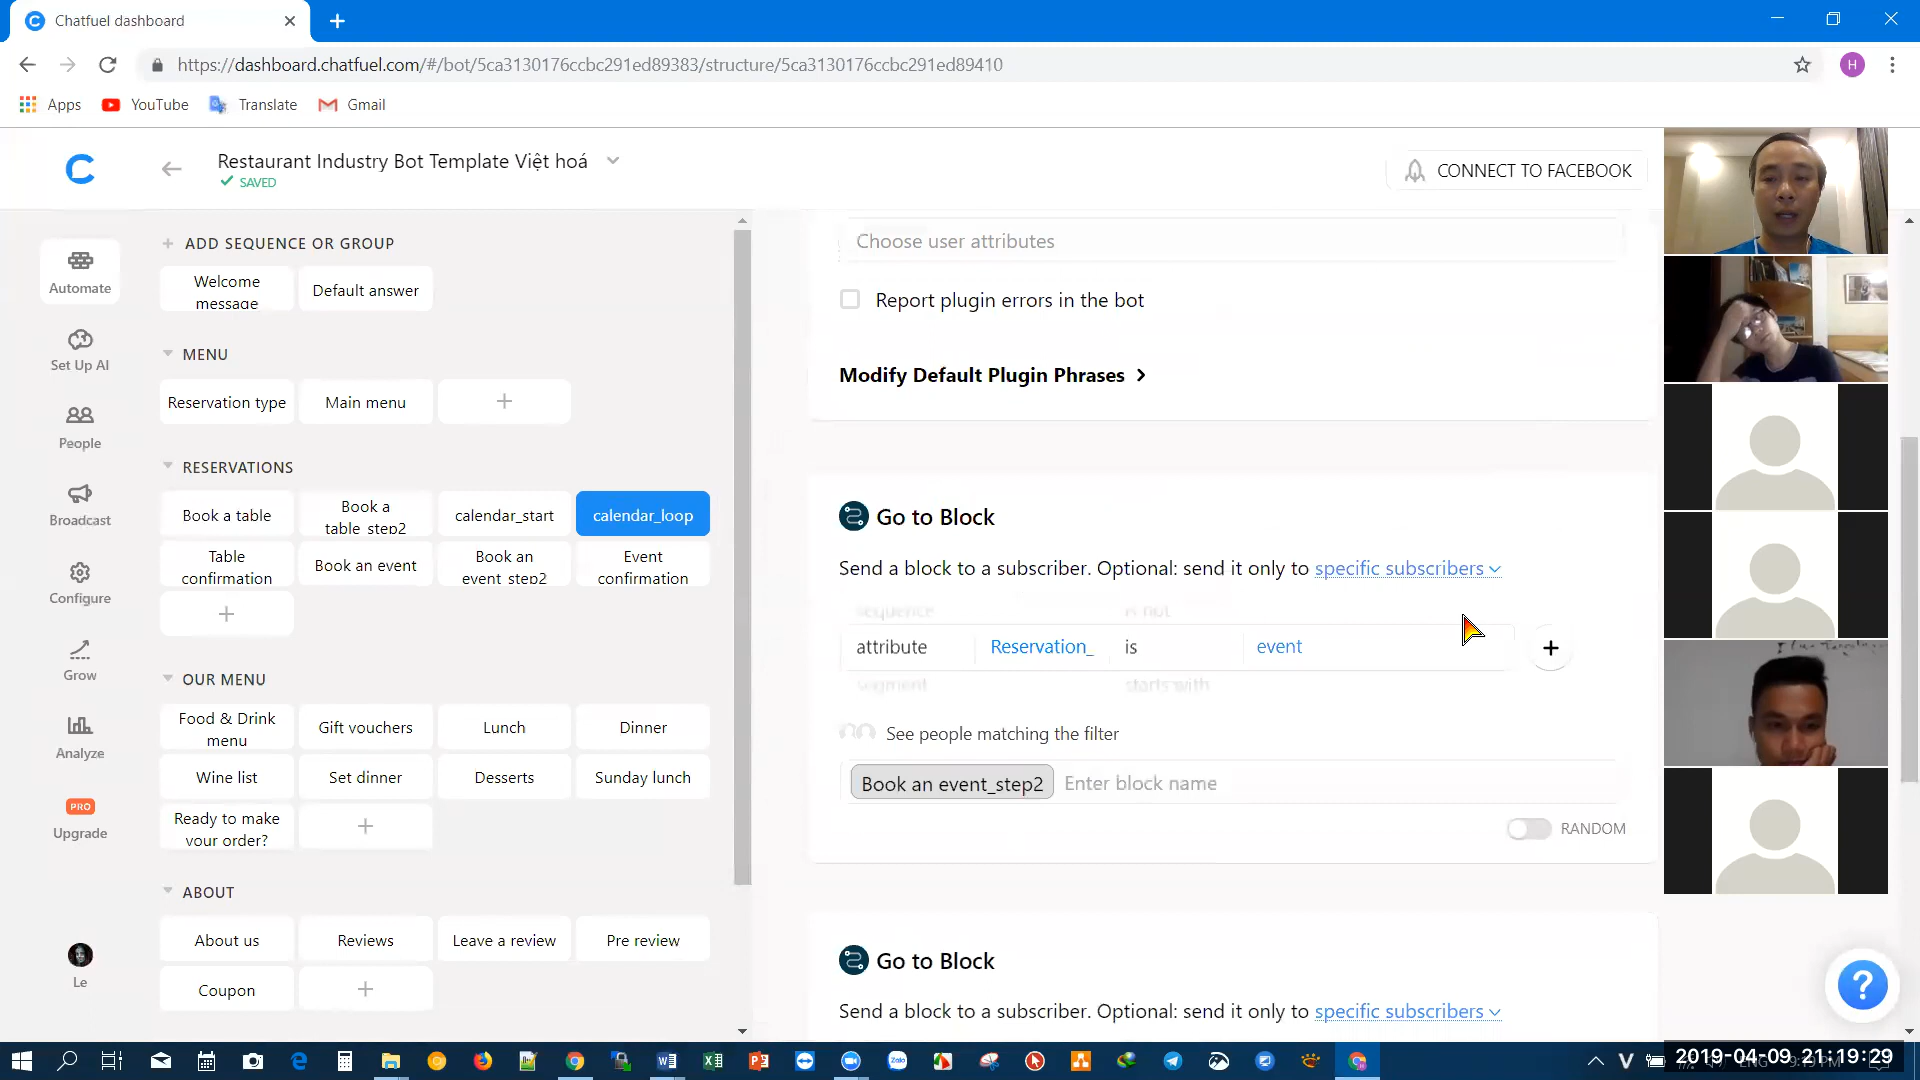 Chatfuel dashboard
https://dashboard.chatfuel.com/#/bot/5ca3130176ccbc291ed89383/structure/5ca3130176ccbc291ed89410
H
Apps YouTube Translate Gmail
Restaurant Industry Bot Template Việt hoá
SAVED
CONNECT TO FACEBOOK
Automate
Set Up AI
People
Broadcast
Configure
Grow
Analyze
PRO
Upgrade
Le
ADD SEQUENCE OR GROUP
Welcome message
Default answer
MENU
Reservation type
Main menu
RESERVATIONS
Book a table
Book a table_step2
calendar_start
calendar_loop
Table confirmation
Book an event
Book an event_step2
Event confirmation
OUR MENU
Food & Drink menu
Gift vouchers
Lunch
Dinner
Wine list
Set dinner
Desserts
Sunday lunch
Ready to make your order?
ABOUT
About us
Reviews
Leave a review
Pre review
Coupon
Choose user attributes
Report plugin errors in the bot
Modify Default Plugin Phrases
Go to Block
Send a block to a subscriber. Optional: send it only to specific subscribers
sequence is not
attribute Reservation_ is event
segment starts with
See people matching the filter
Book an event_step2 Enter block name
RANDOM
Go to Block
Send a block to a subscriber. Optional: send it only to specific subscribers
?
2019-04-09 21:19:29